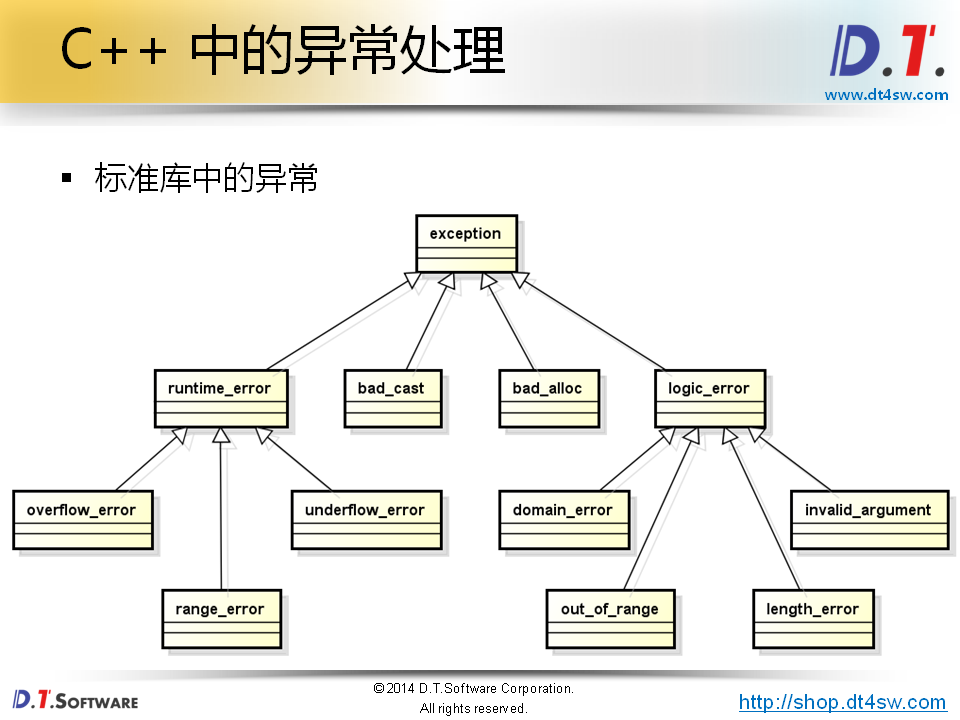 C++ 中的异常处理
D.T.
www.dt4sw.com
▪ 标准库中的异常
exception
runtime_error
bad_cast
bad_alloc
logic_error
overflow_error
underflow_error
domain_error
invalid_argument
range_error
out_of_range
length_error
D.T.SOFTWARE
©2014 D.T.Software Corporation.
All rights reserved.
http://shop.dt4sw.com